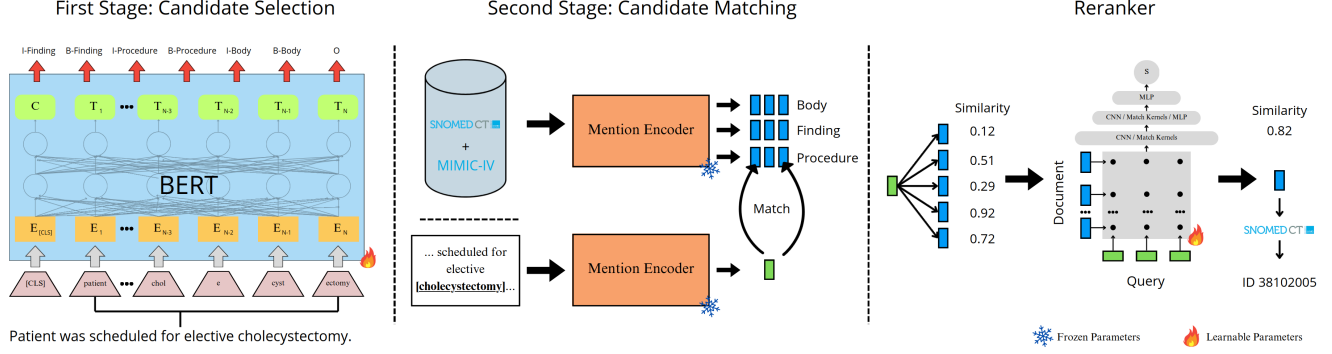 First Stage: Candidate Selection
I-Finding B-Finding I-Procedure B-Procedure I-Body B-Body O
C T1 ••• TN-3 TN-2 TN-1 TN
BERT
E[CLS] E1 ••• EN-3 EN-2 EN-1 EN
[CLS] patient ••• chol e cyst ectomy
Patient was scheduled for elective cholecystectomy.
Second Stage: Candidate Matching
SNOMED CT
+
MIMIC-IV
Mention Encoder
Body
Finding
Procedure
Match
... scheduled for
elective
[cholecystectomy]...
Mention Encoder
Reranker
Similarity
0.12
0.51
0.29
0.92
0.72
S
MLP
CNN / Match Kernels / MLP
CNN / Match Kernels
Document
•••
Query
Similarity
0.82
SNOMED CT
ID 38102005
Frozen Parameters
Learnable Parameters